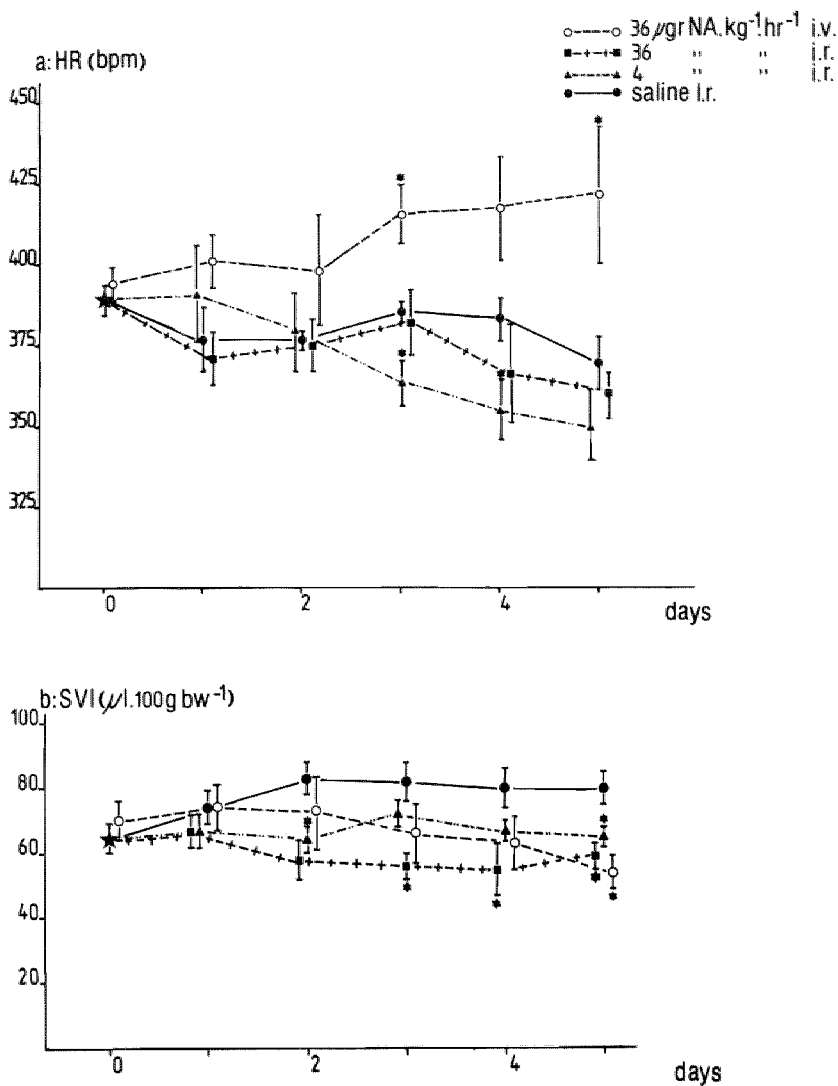 36 µgr NA.kg⁻¹.hr⁻¹ i.v.
36 " " i.r.
4 " " i.r.
saline i.r.
a: HR (bpm)
450
425
400
375
350
325
0 2 4 days
b: SVI (µl.100g bw⁻¹)
100
80
60
40
20
0 2 4 days